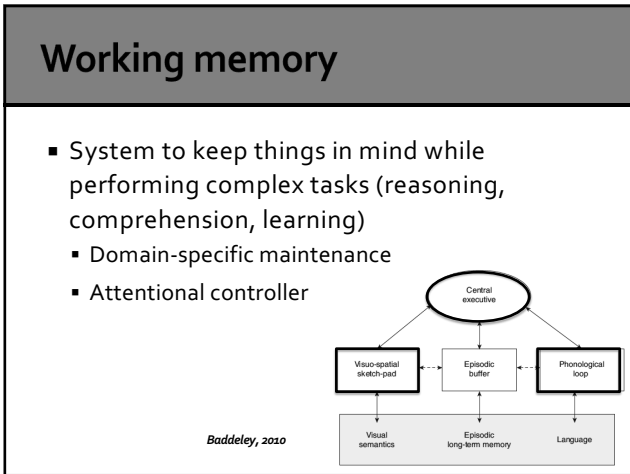 Working memory
▪ System to keep things in mind while
performing complex tasks (reasoning,
comprehension, learning)
▪ Domain-specific maintenance
▪ Attentional controller
Central
executive
Visuo-spatial
sketch-pad
Episodic
buffer
Phonological
loop
Visual
semantics
Episodic
long-term memory
Language
Baddeley, 2010